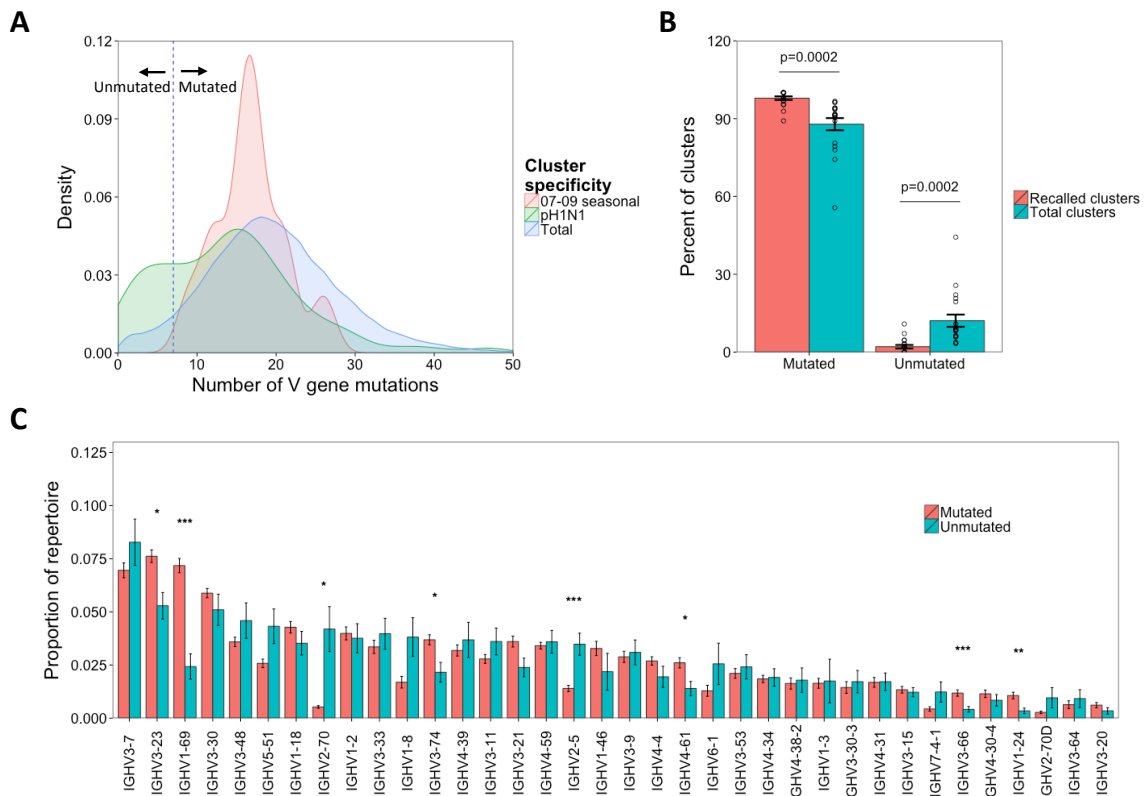 A
0.12
0.09
0.06
0.03
0.00
Density
Unmutated
Mutated
0
10
20
30
40
50
Number of V gene mutations
Cluster
specificity
07-09 seasonal
pH1N1
Total
B
120
90
60
30
0
Percent of clusters
p=0.0002
p=0.0002
Mutated
Unmutated
Recalled clusters
Total clusters
C
0.125
0.100
0.075
0.050
0.025
0.000
Proportion of repertoire
*
***
*
*
***
*
***
**
Mutated
Unmutated
IGHV3-7
IGHV3-23
IGHV1-69
IGHV3-30
IGHV3-48
IGHV5-51
IGHV1-18
IGHV2-70
IGHV1-2
IGHV3-33
IGHV1-8
IGHV3-74
IGHV4-39
IGHV3-11
IGHV3-21
IGHV4-59
IGHV2-5
IGHV1-46
IGHV3-9
IGHV4-4
IGHV4-61
IGHV6-1
IGHV3-53
IGHV4-34
IGHV4-38-2
IGHV1-3
IGHV3-30-3
IGHV4-31
IGHV3-15
IGHV7-4-1
IGHV3-66
IGHV4-30-4
IGHV1-24
IGHV2-70D
IGHV3-64
IGHV3-20